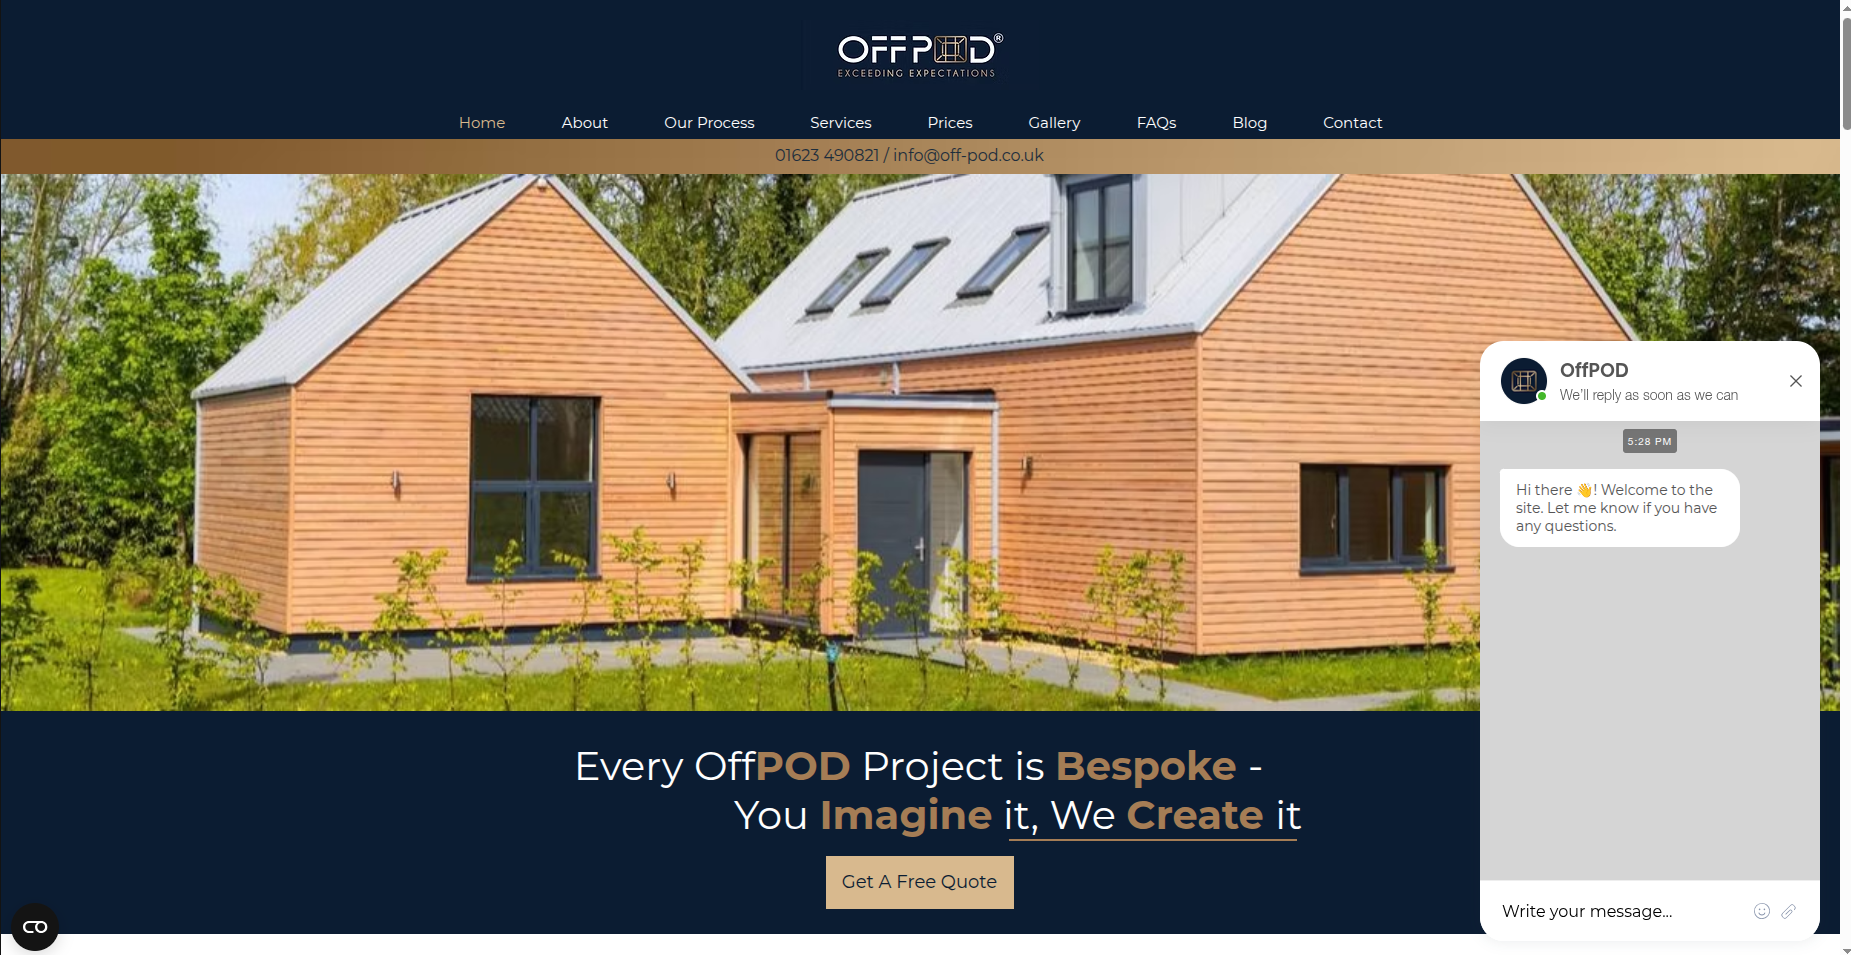 OFFPOD®
EXCEEDING EXPECTATIONS
Home About Our Process Services Prices Gallery FAQs Blog Contact
01623 490821 / info@off-pod.co.uk
OffPOD
We'll reply as soon as we can
5:28 PM
Hi there 👋! Welcome to the
site. Let me know if you have
any questions.
Every OffPOD Project is Bespoke -
You Imagine it, We Create it
Get A Free Quote
Write your message...